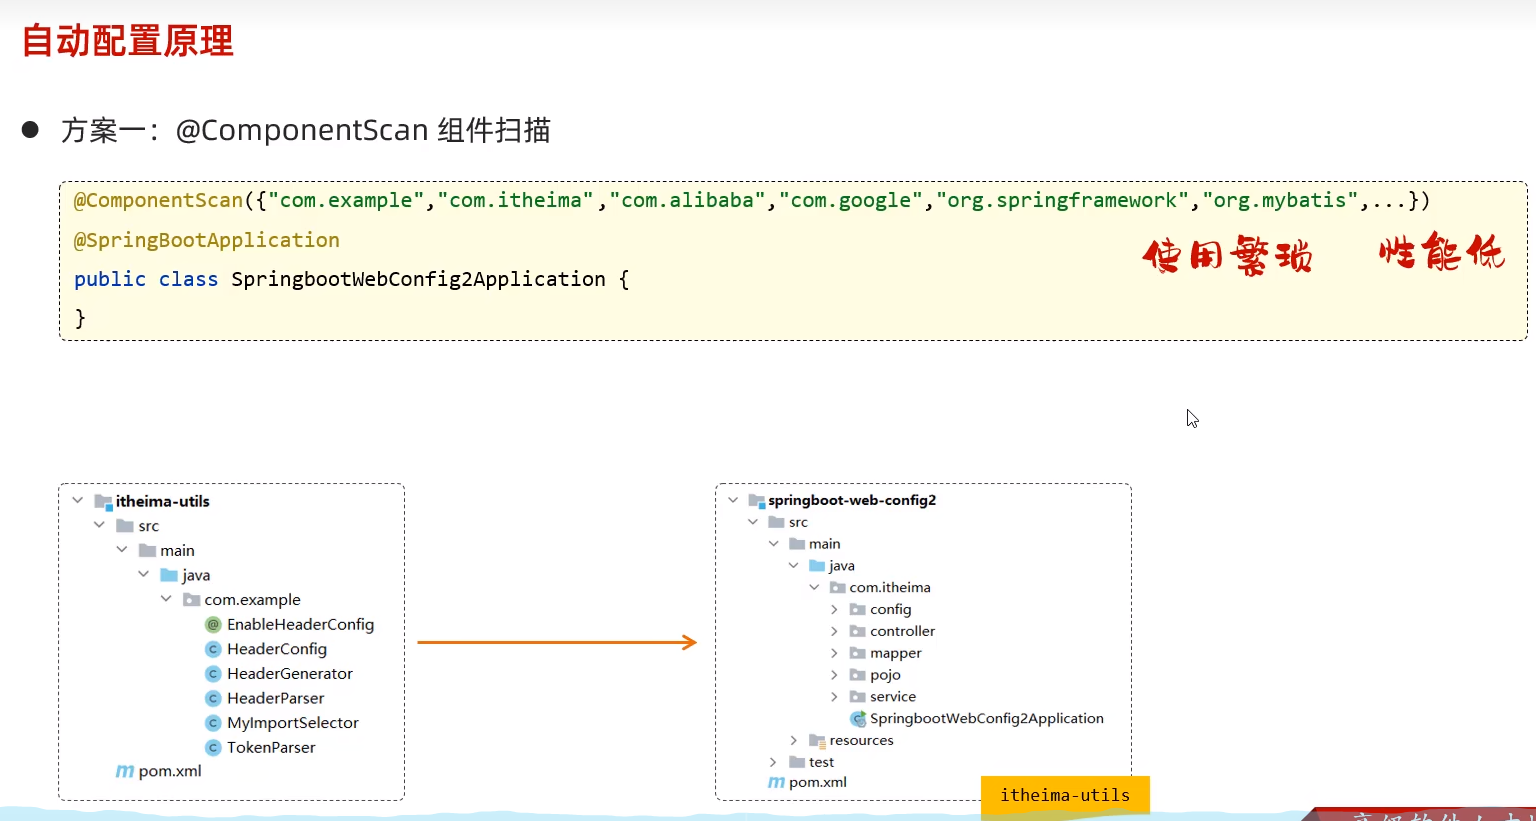 自动配置原理
方案一：@ComponentScan 组件扫描
@ComponentScan({"com.example","com.itheima","com.alibaba","com.google","org.springframework","org.mybatis",...})
@SpringBootApplication
public class SpringbootWebConfig2Application {
}
使用繁琐 性能低
itheima-utils
src
main
java
com.example
EnableHeaderConfig
HeaderConfig
HeaderGenerator
HeaderParser
MyImportSelector
TokenParser
pom.xml
springboot-web-config2
src
main
java
com.itheima
config
controller
mapper
pojo
service
SpringbootWebConfig2Application
resources
test
pom.xml
itheima-utils